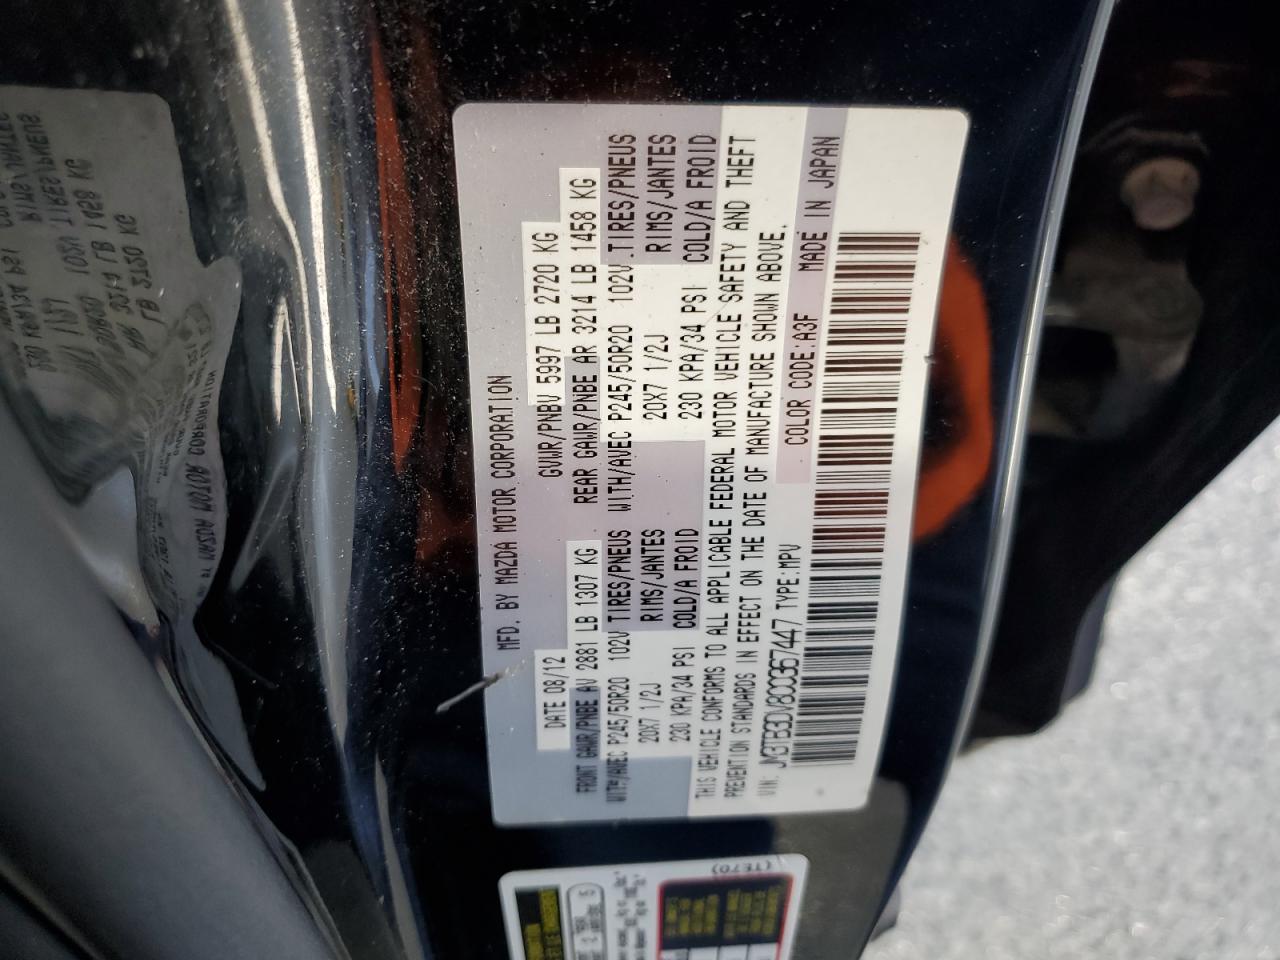 MFD. BY MAZDA MOTOR CORPORATION
DATE 08/12 GVWR/PNBV 5997 LB 2720 KG
FRONT GAWR/PNBE AV 2881 LB 1307 KG REAR GAWR/PNBE AR 3214 LB 1458 KG
WITH/AVEC P245/50R20 102V TIRES/PNEUS WITH/AVEC P245/50R20 102V TIRES/PNEUS
20X7 1/2J RIMS/JANTES 20X7 1/2J RIMS/JANTES
230 KPA/34 PSI COLD/A FROID 230 KPA/34 PSI COLD/A FROID
THIS VEHICLE CONFORMS TO ALL APPLICABLE FEDERAL MOTOR VEHICLE SAFETY AND THEFT
PREVENTION STANDARDS IN EFFECT ON THE DATE OF MANUFACTURE SHOWN ABOVE.
VIN: JM3TB3DV8C0367447 TYPE:MPV COLOR CODE:A3F MADE IN JAPAN
(TE70)